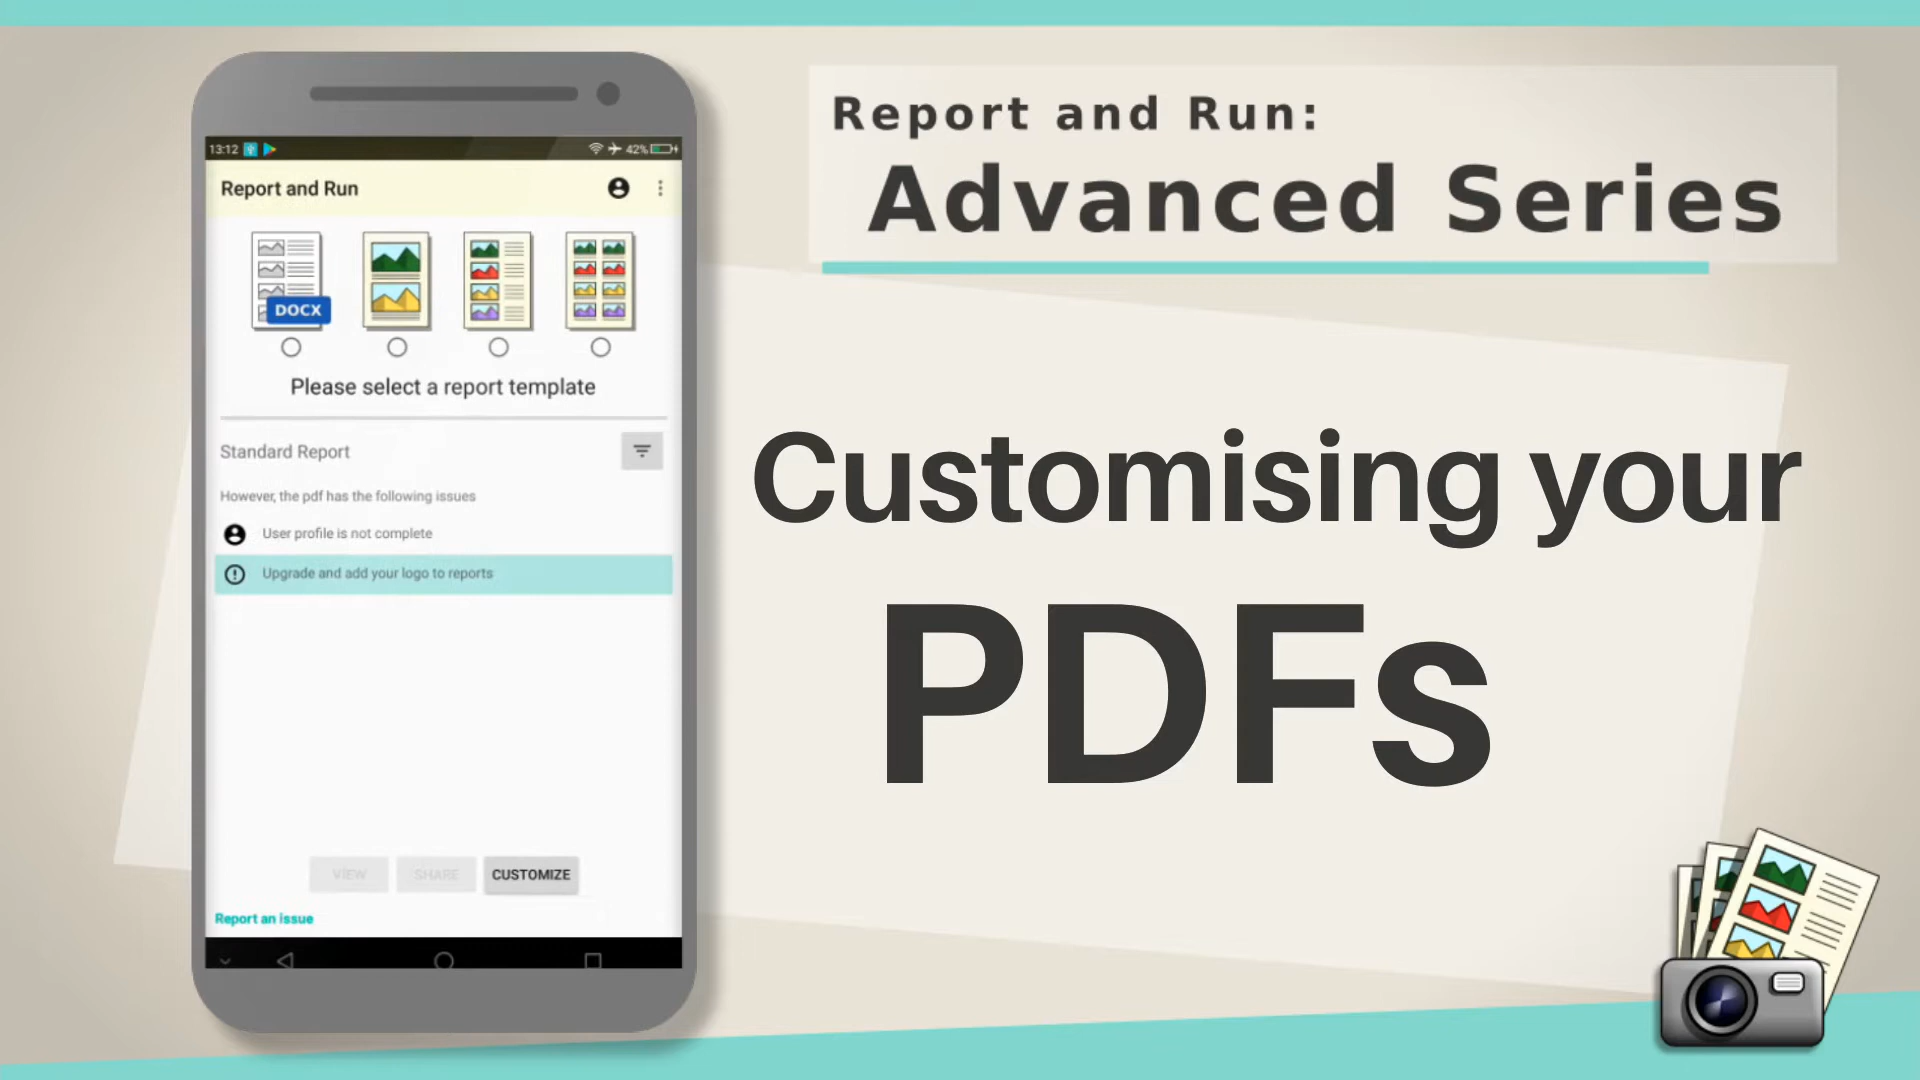 Report and Run:
Advanced Series
Customising your
PDFs
13:12
42%
Report and Run
DOCX
Please select a report template
Standard Report
However, the pdf has the following issues
User profile is not complete
Upgrade and add your logo to reports
VIEW SHARE CUSTOMIZE
Report an issue